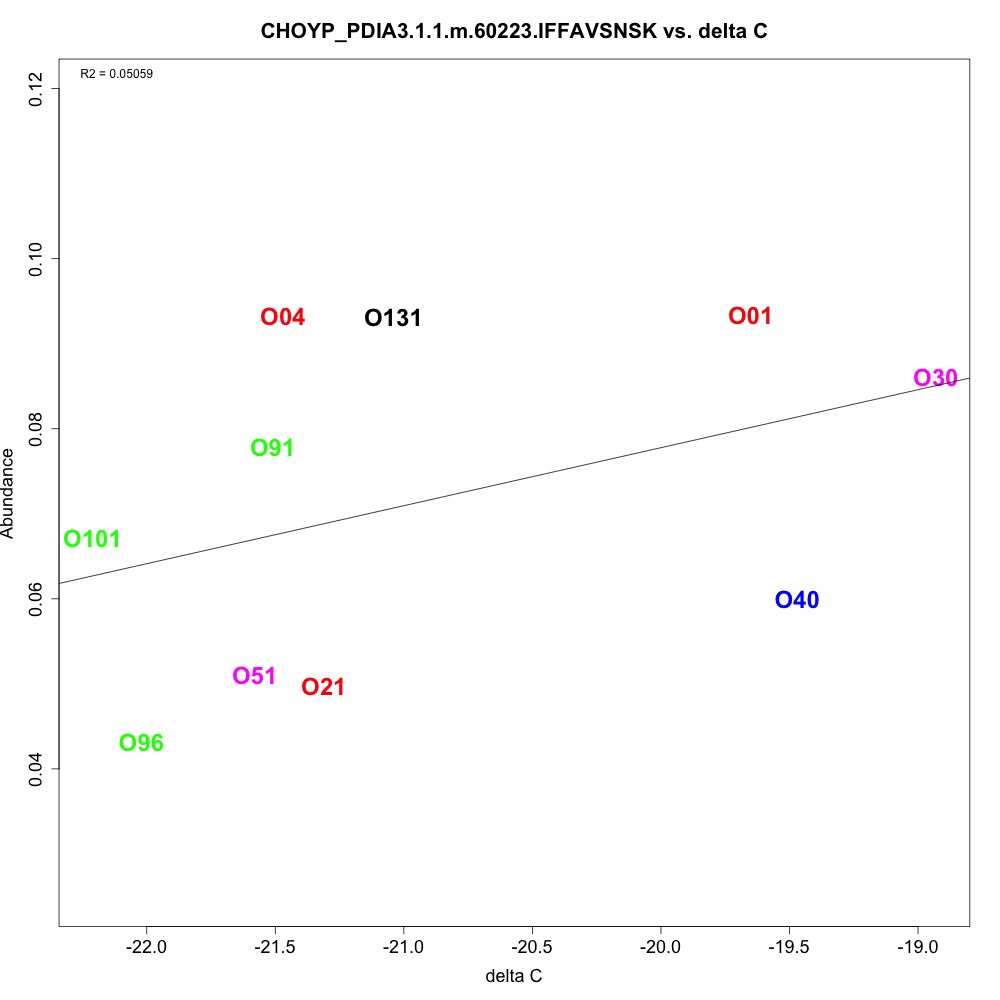 CHOYP_PDIA3.1.1.m.60223.IFFAVSNSK vs. delta C
R2 = 0.05059
0.12
0.10
0.08
0.06
0.04
Abundance
O04
O131
O01
O30
O91
O101
O40
O51
O21
O96
-22.0
-21.5
-21.0
-20.5
-20.0
-19.5
-19.0
delta C